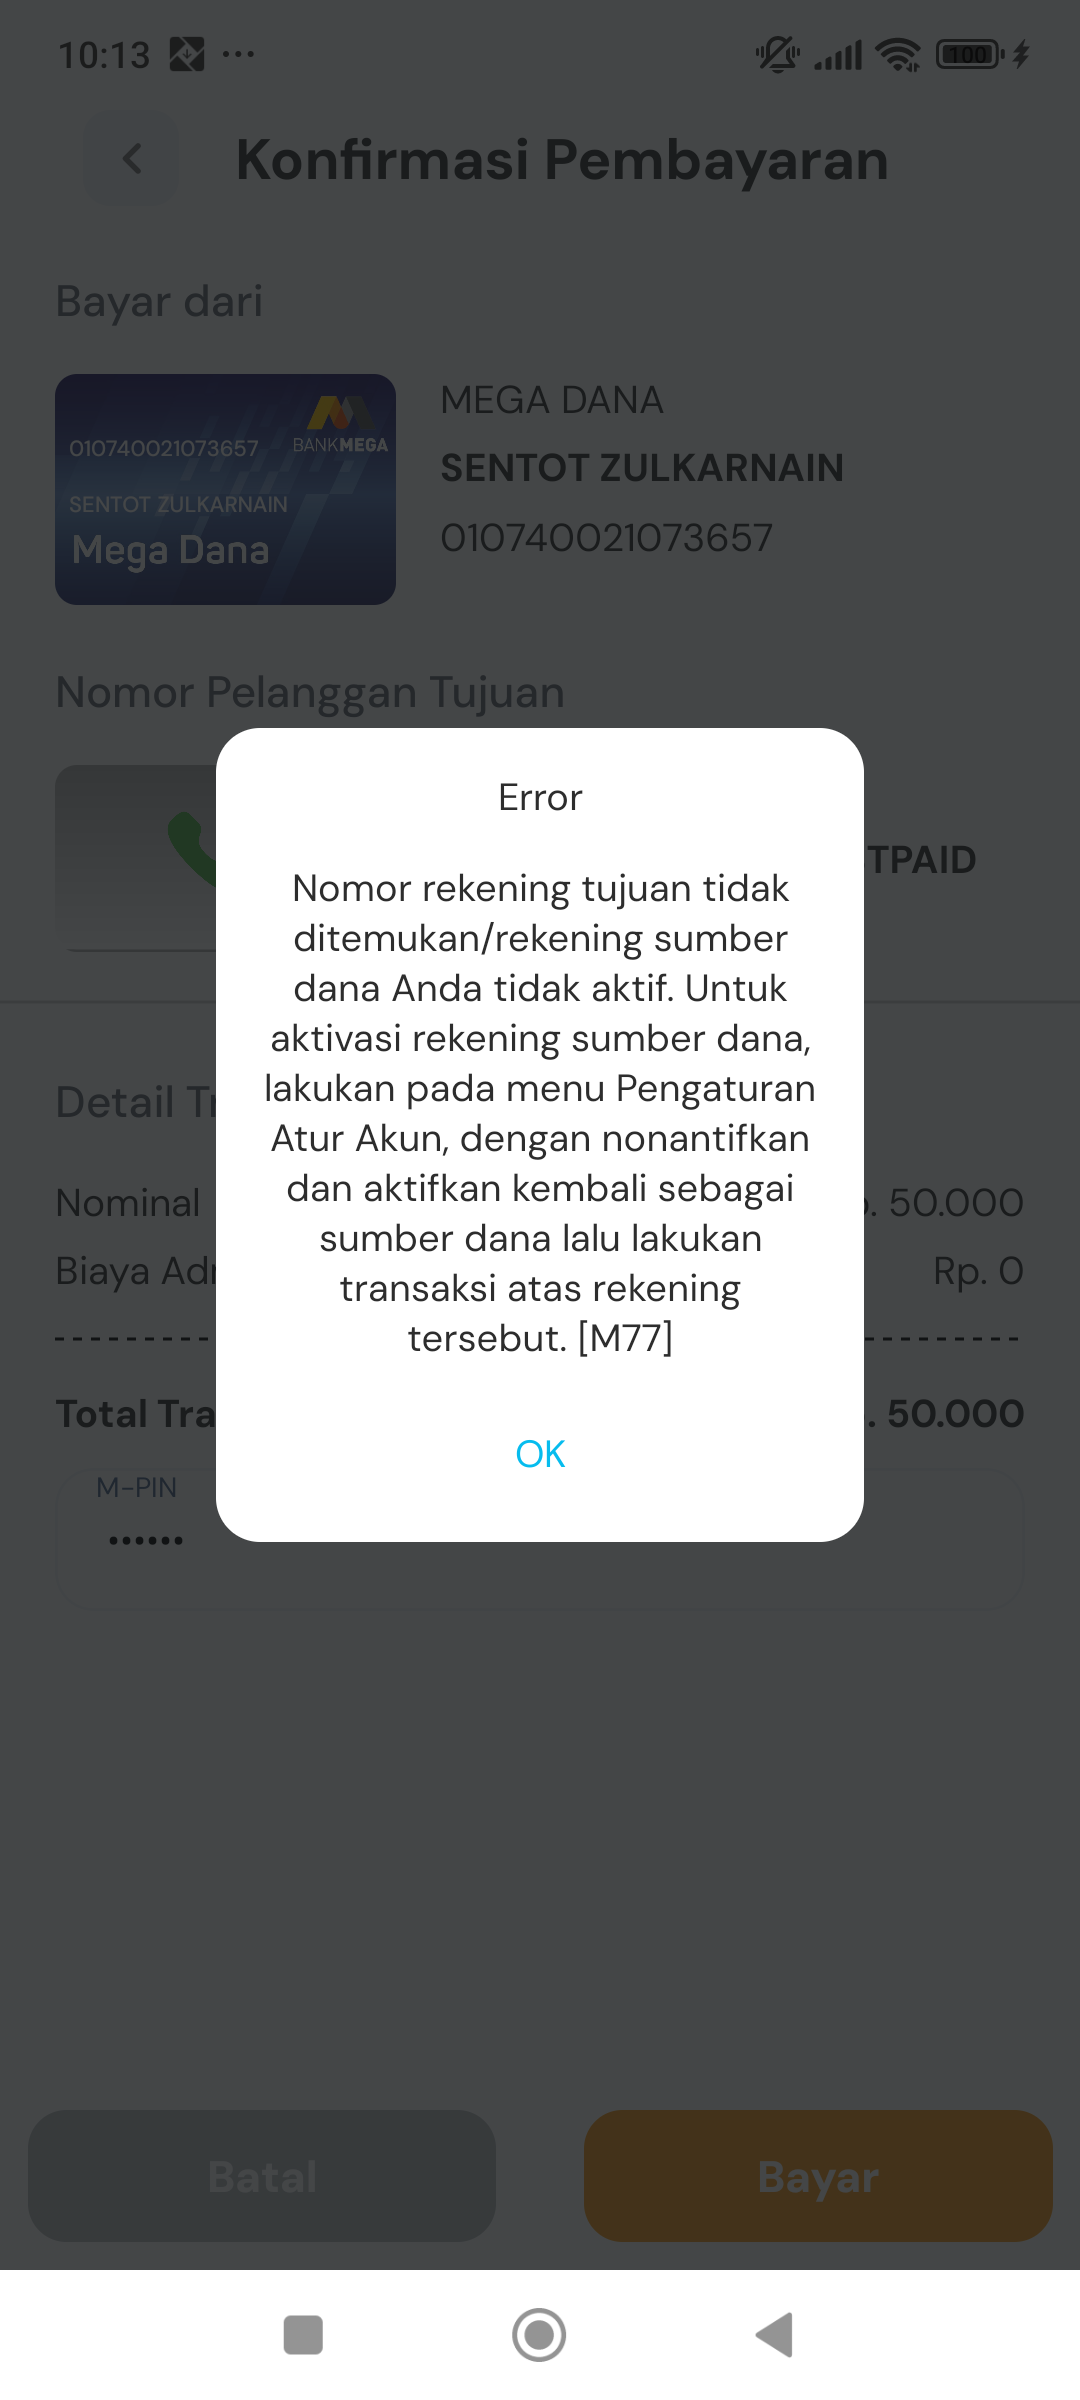 10:13
100
Konfirmasi Pembayaran
Bayar dari
010740021073657
BANKMEGA
SENTOT ZULKARNAIN
Mega Dana
MEGA DANA
SENTOT ZULKARNAIN
010740021073657
Nomor Pelanggan Tujuan
TPAID
Error
Nomor rekening tujuan tidak
ditemukan/rekening sumber
dana Anda tidak aktif. Untuk
aktivasi rekening sumber dana,
lakukan pada menu Pengaturan
Atur Akun, dengan nonantifkan
dan aktifkan kembali sebagai
sumber dana lalu lakukan
transaksi atas rekening
tersebut. [M77]
OK
Detail Tr
Nominal . 50.000
Biaya Adm Rp. 0
Total Tra . 50.000
M-PIN
••••••
Batal Bayar